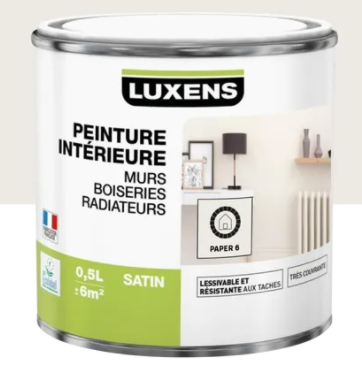 LUXENS
PEINTURE
INTÉRIEURE
MURS
BOISERIES
RADIATEURS
PAPER 6
0,5L
±6m²
SATIN
LESSIVABLE ET
RÉSISTANTE AUX TACHES
TRÈS COUVRANTE